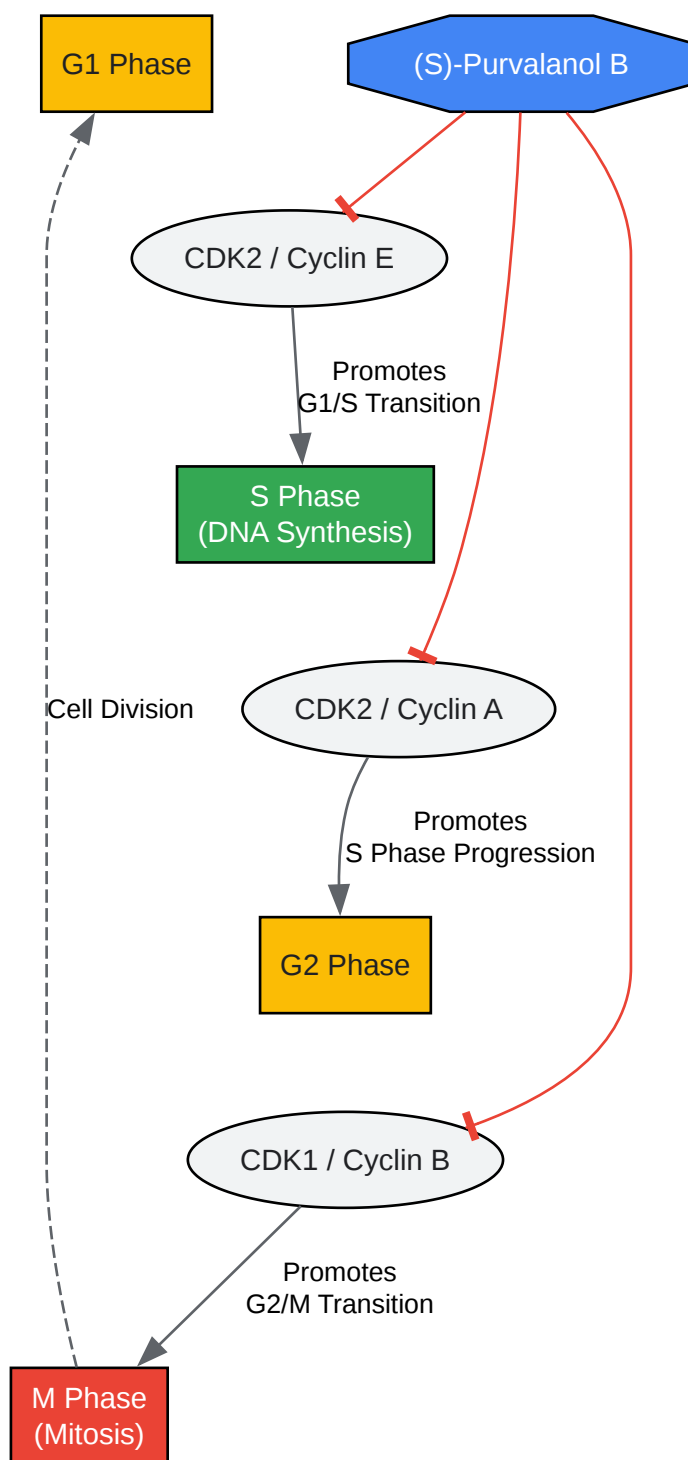 G1 Phase
(S)-Purvalanol B
CDK2 / Cyclin E
Promotes
G1/S Transition
S Phase
(DNA Synthesis)
Cell Division
CDK2 / Cyclin A
Promotes
S Phase Progression
G2 Phase
CDK1 / Cyclin B
Promotes
G2/M Transition
M Phase
(Mitosis)